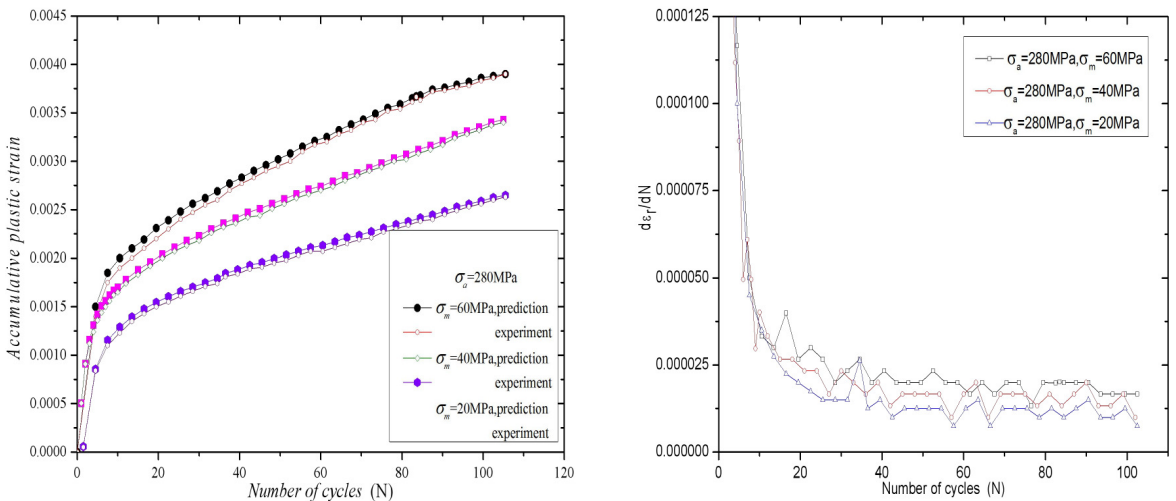 0.0045
0.0040
0.0035
0.0030
0.0025
0.0020
0.0015
0.0010
0.0005
0.0000
Accumulative plastic strain
0 20 40 60 80 100 120
Number of cycles (N)
σa=280MPa
σm=60MPa,prediction
experiment
σm=40MPa,prediction
experiment
σm=20MPa,prediction
experiment
0.000125
0.000100
0.000075
0.000050
0.000025
0.000000
dεr/dN
0 20 40 60 80 100
Number of cycles (N)
σa=280MPa,σm=60MPa
σa=280MPa,σm=40MPa
σa=280MPa,σm=20MPa